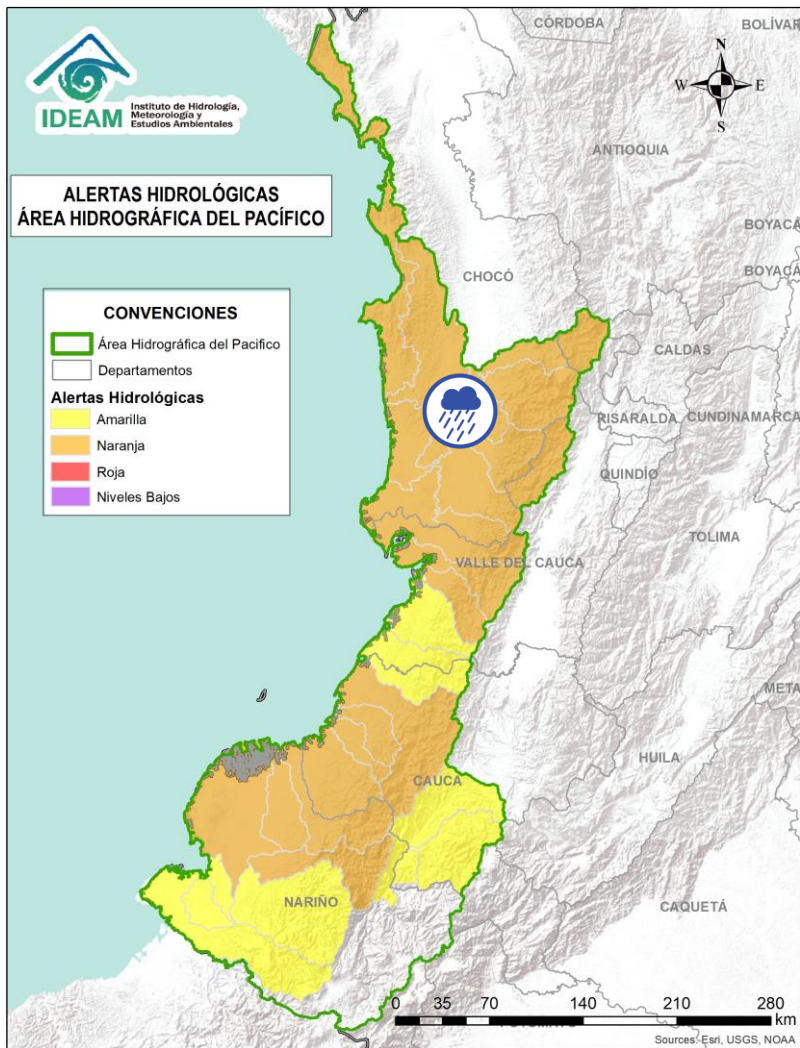 CÓRDOBA
BOLÍVAR
IDEAM
Instituto de Hidrología,
Meteorología y
Estudios Ambientales
N
W
E
S
ANTIOQUIA
ALERTAS HIDROLÓGICAS
ÁREA HIDROGRÁFICA DEL PACÍFICO
BOYACÁ
BOYACÁ
CHOCÓ
CONVENCIONES
Área Hidrográfica del Pacifico
Departamentos
Alertas Hidrológicas
Amarilla
Naranja
Roja
Niveles Bajos
CALDAS
RISARALDA
CUNDINAMARCA
QUINDÍO
TOLIMA
VALLE DEL CAUCA
META
HUILA
CAUCA
NARIÑO
CAQUETÁ
0 35 70 140 210 280
km
Sources: Esri, USGS, NOAA